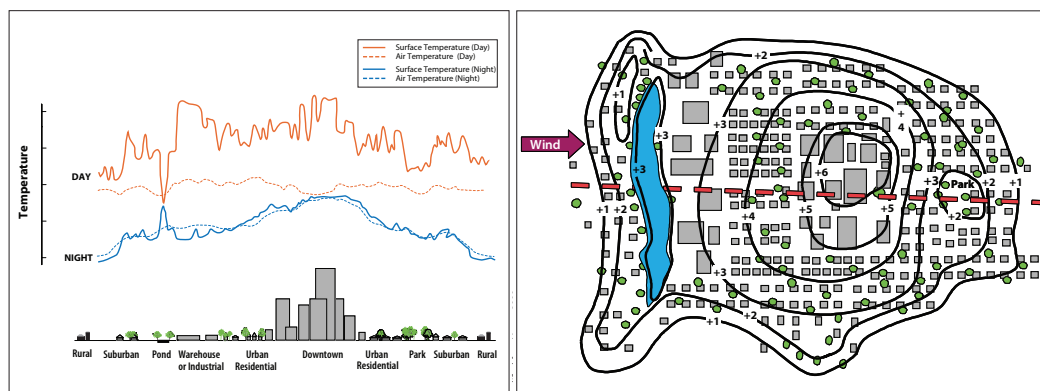 Surface Temperature (Day)
Air Temperature (Day)
Surface Temperature (Night)
Air Temperature (Night)
Temperature
DAY
NIGHT
Rural
Suburban
Pond
Warehouse
or Industrial
Urban
Residential
Downtown
Urban
Residential
Park
Suburban
Rural
Wind
+1
+2
+3
+3
+3
+
4
+6
+3
Park
+2
+1
+1
+2
+4
+5
+5
+2
+3
+1
+2